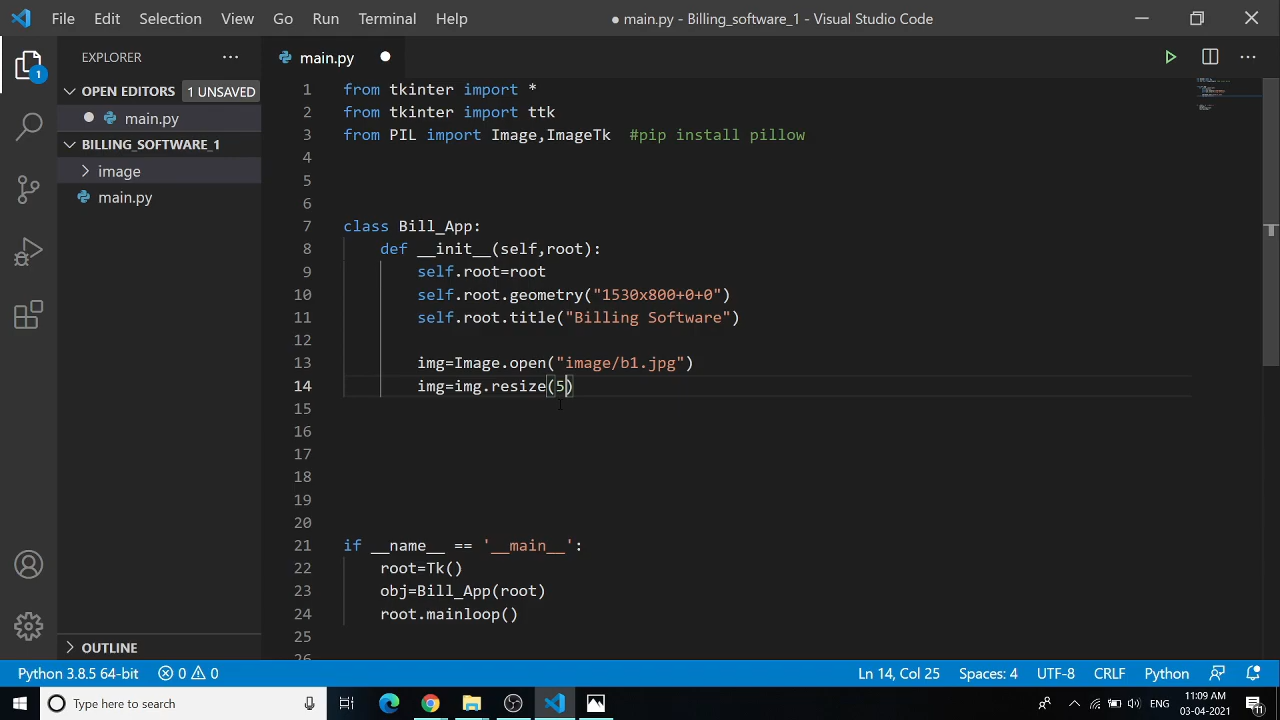 File Edit Selection View Go Run Terminal Help ● main.py - Billing_software_1 - Visual Studio Code
EXPLORER ...
main.py
OPEN EDITORS 1 UNSAVED
main.py
BILLING_SOFTWARE_1
image
main.py
1
1 from tkinter import *
2 from tkinter import ttk
3 from PIL import Image,ImageTk #pip install pillow
4
5
6
7 class Bill_App:
8 def __init__(self,root):
9 self.root=root
10 self.root.geometry("1530x800+0+0")
11 self.root.title("Billing Software")
12
13 img=Image.open("image/b1.jpg")
14 img=img.resize(5)
15
16
17
18
19
20
21 if __name__ == '__main__':
22 root=Tk()
23 obj=Bill_App(root)
24 root.mainloop()
25
26
OUTLINE
Python 3.8.5 64-bit 0 0 Ln 14, Col 25 Spaces: 4 UTF-8 CRLF Python
Type here to search
11:09 AM
03-04-2021
11